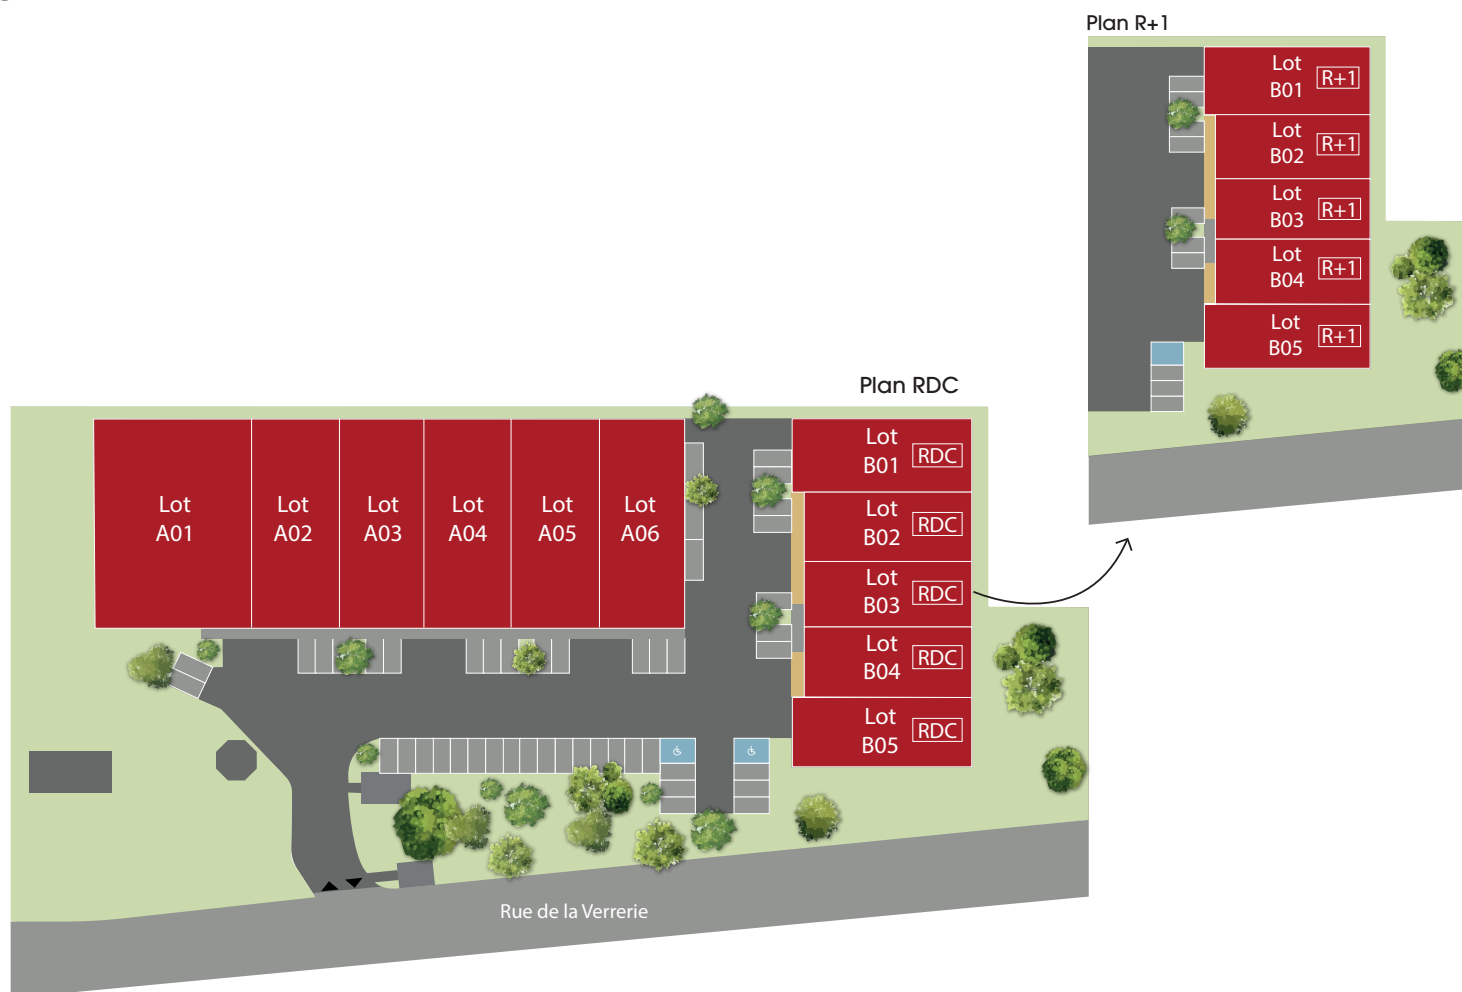 Plan R+1
Lot
B01
R+1
Lot
B02
R+1
Lot
B03
R+1
Lot
B04
R+1
Lot
B05
R+1
Plan RDC
Lot
A01
Lot
A02
Lot
A03
Lot
A04
Lot
A05
Lot
A06
Lot
B01
RDC
Lot
B02
RDC
Lot
B03
RDC
Lot
B04
RDC
Lot
B05
RDC
Rue de la Verrerie